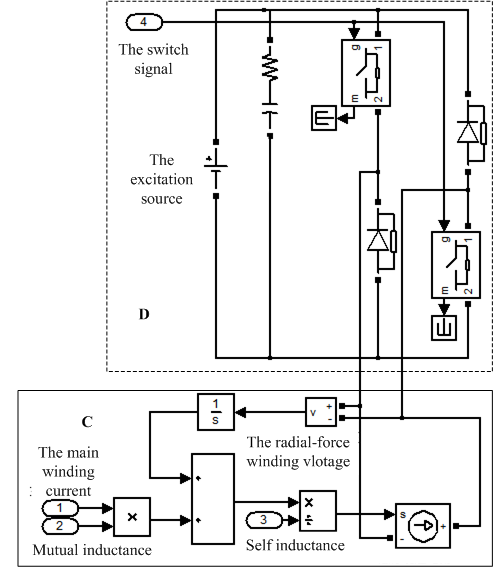 4
The switch
signal
g
1
m
2
+
The
excitation
source
g
1
m
2
D
C
1
s
v
+
-
The radial-force
winding vlotage
The main
winding
current
1
2
×
Mutual inductance
3
×
÷
Self inductance
s
-
+